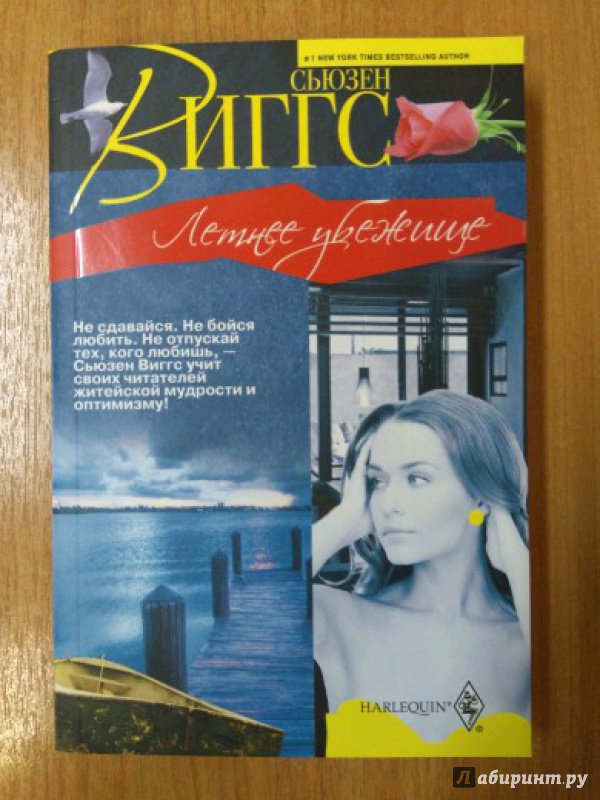 #1 NEW YORK TIMES BESTSELLING AUTHOR
СЬЮЗЕН
ВИГГС
Летнее убежище
Не сдавайся. Не бойся
любить. Не отпускай
тех, кого любишь, —
Сьюзен Виггс учит
своих читателей
житейской мудрости и
оптимизму!
HARLEQUIN®
®
Лабиринт.ру